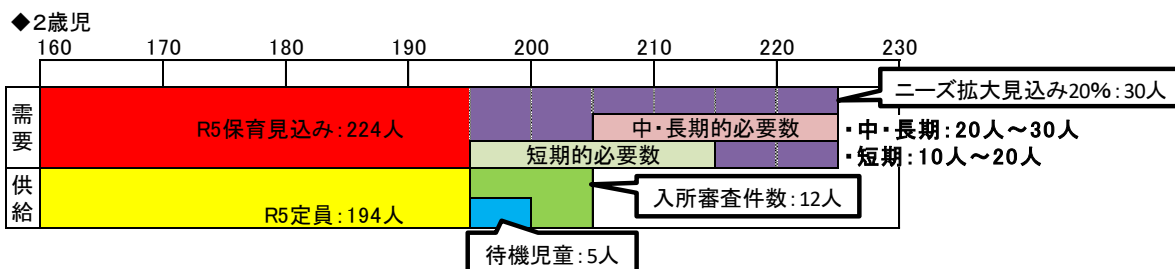 ◆2歳児
160 170 180 190 200 210 220 230
ニーズ拡大見込み20%:30人
需要
R5保育見込み:224人
中・長期的必要数
・中・長期:20人~30人
短期的必要数
・短期:10人~20人
供給
R5定員:194人
入所審査件数:12人
待機児童:5人